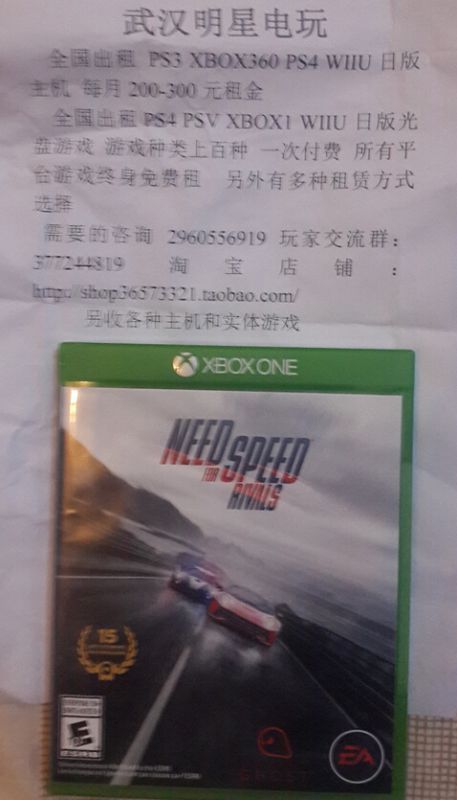 武汉明星电玩
全国出租 PS3 XBOX360 PS4 WIIU 日版
主机 每月 200-300 元租金
全国出租 PS4 PSV XBOX1 WIIU 日版光
盘游戏 游戏种类上百种 一次付费 所有平
台游戏终身免费租 另外有多种租赁方式
选择
需要的咨询 2960556919 玩家交流群：
377244819 淘宝店铺：
http://shop36573321.taobao.com/
另收各种主机和实体游戏
XBOX ONE
NEED
FOR SPEED
RIVALS
15
E
GHOST
EA